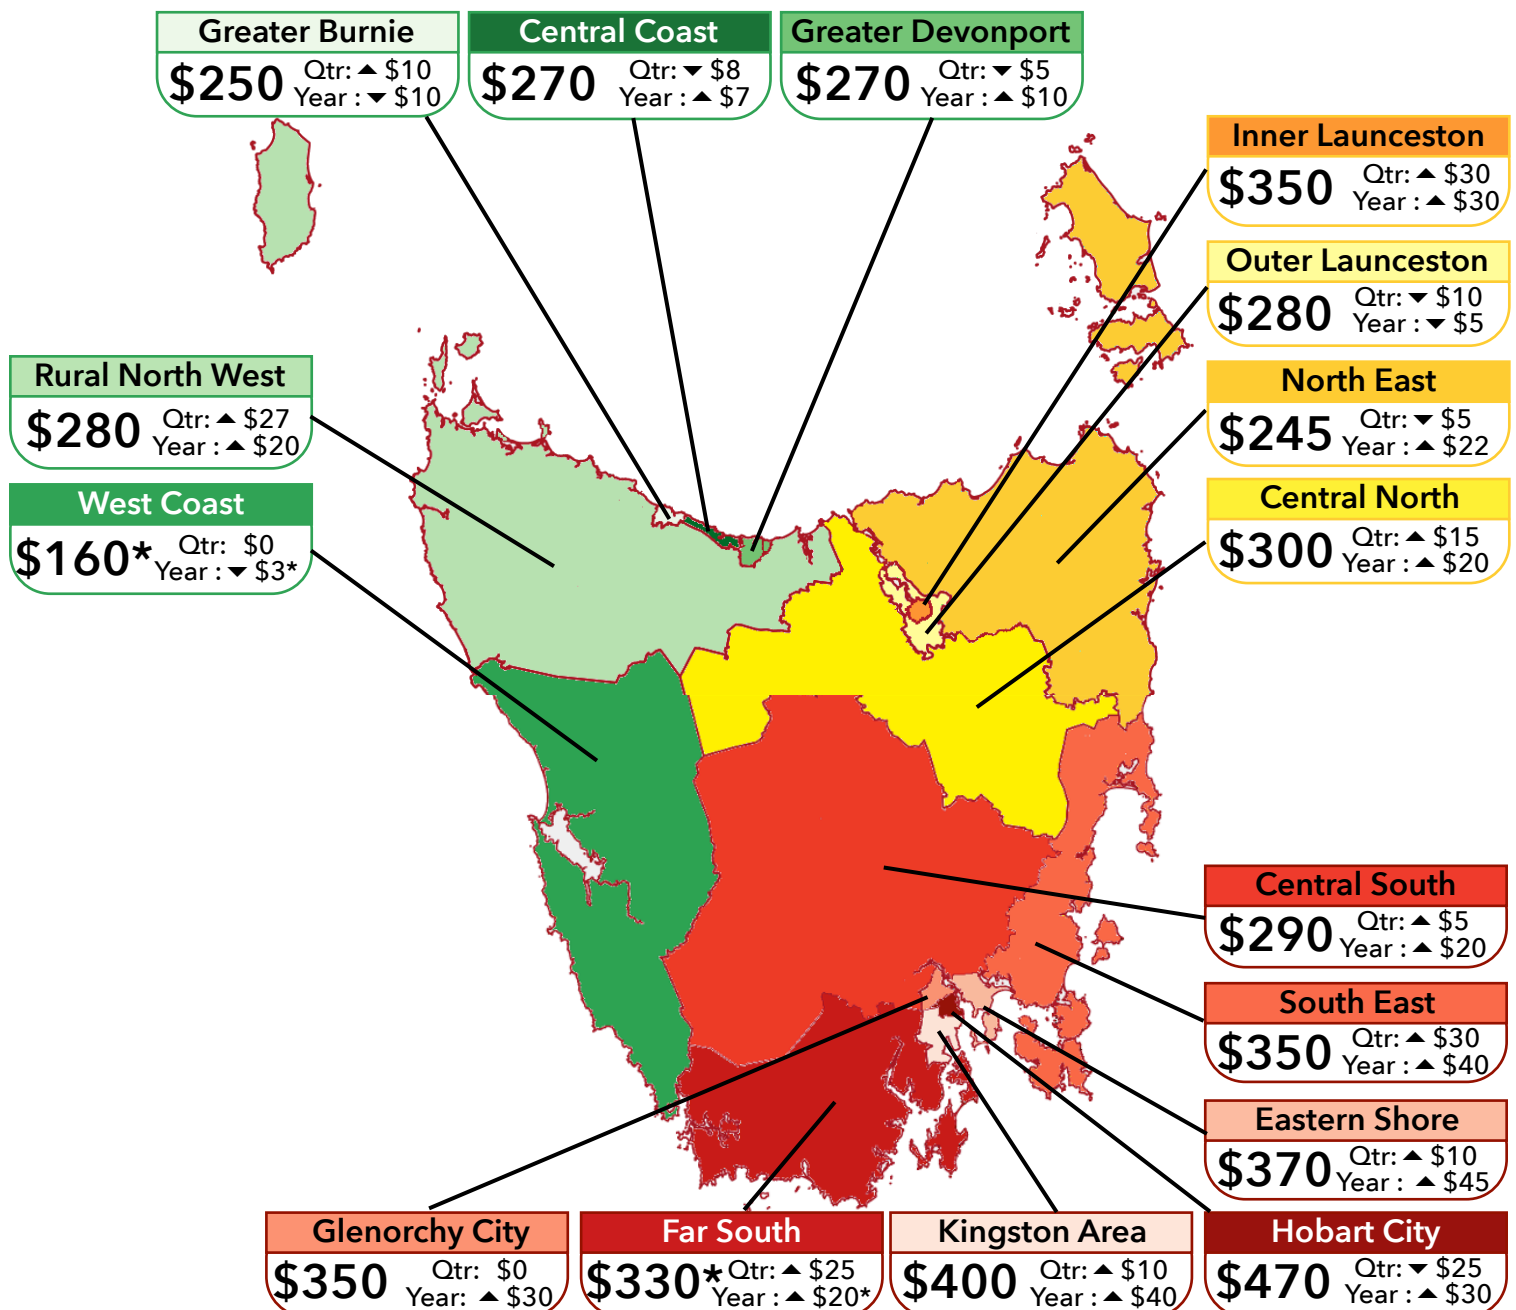 Greater Burnie
$250 Qtr: ▲ $10
Year : ▼ $10
Central Coast
$270 Qtr: ▼ $8
Year : ▲ $7
Greater Devonport
$270 Qtr: ▼ $5
Year : ▲ $10
Inner Launceston
$350 Qtr: ▲ $30
Year : ▲ $30
Outer Launceston
$280 Qtr: ▼ $10
Year : ▼ $5
Rural North West
$280 Qtr: ▲ $27
Year : ▲ $20
North East
$245 Qtr: ▼ $5
Year : ▲ $22
West Coast
$160* Qtr: $0
Year : ▼ $3*
Central North
$300 Qtr: ▲ $15
Year : ▲ $20
Central South
$290 Qtr: ▲ $5
Year : ▲ $20
South East
$350 Qtr: ▲ $30
Year : ▲ $40
Eastern Shore
$370 Qtr: ▲ $10
Year : ▲ $45
Glenorchy City
$350 Qtr: $0
Year: ▲ $30
Far South
$330* Qtr: ▲ $25
Year : ▲ $20*
Kingston Area
$400 Qtr: ▲ $10
Year : ▲ $40
Hobart City
$470 Qtr: ▼ $25
Year : ▲ $30